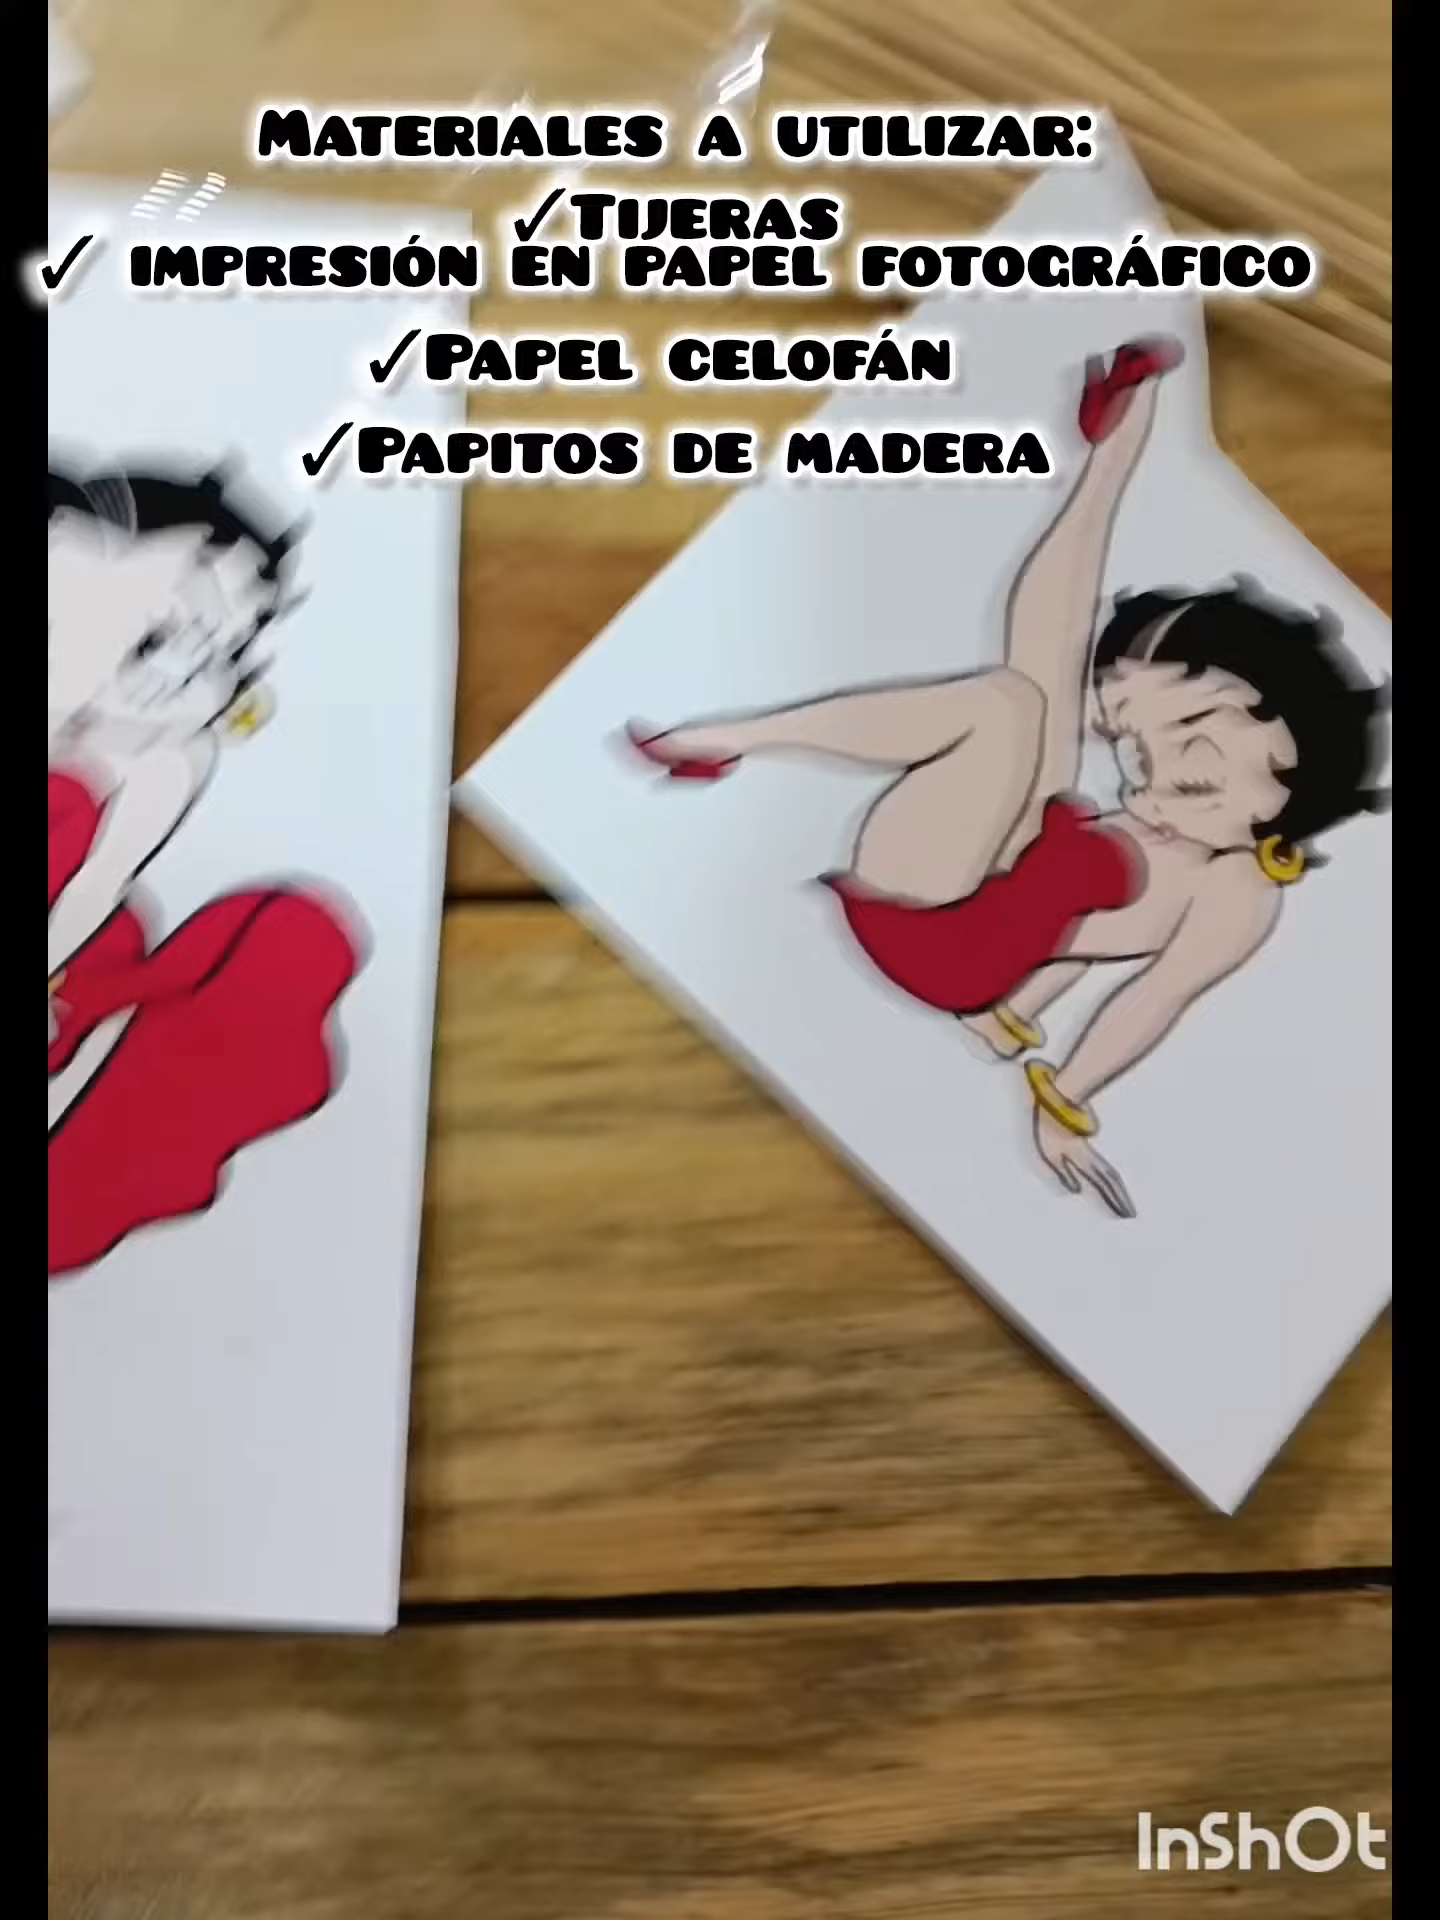 Materiales a utilizar:
✓Tijeras
✓ impresión en papel fotográfico
✓Papel celofán
✓Papitos de madera
InShOt